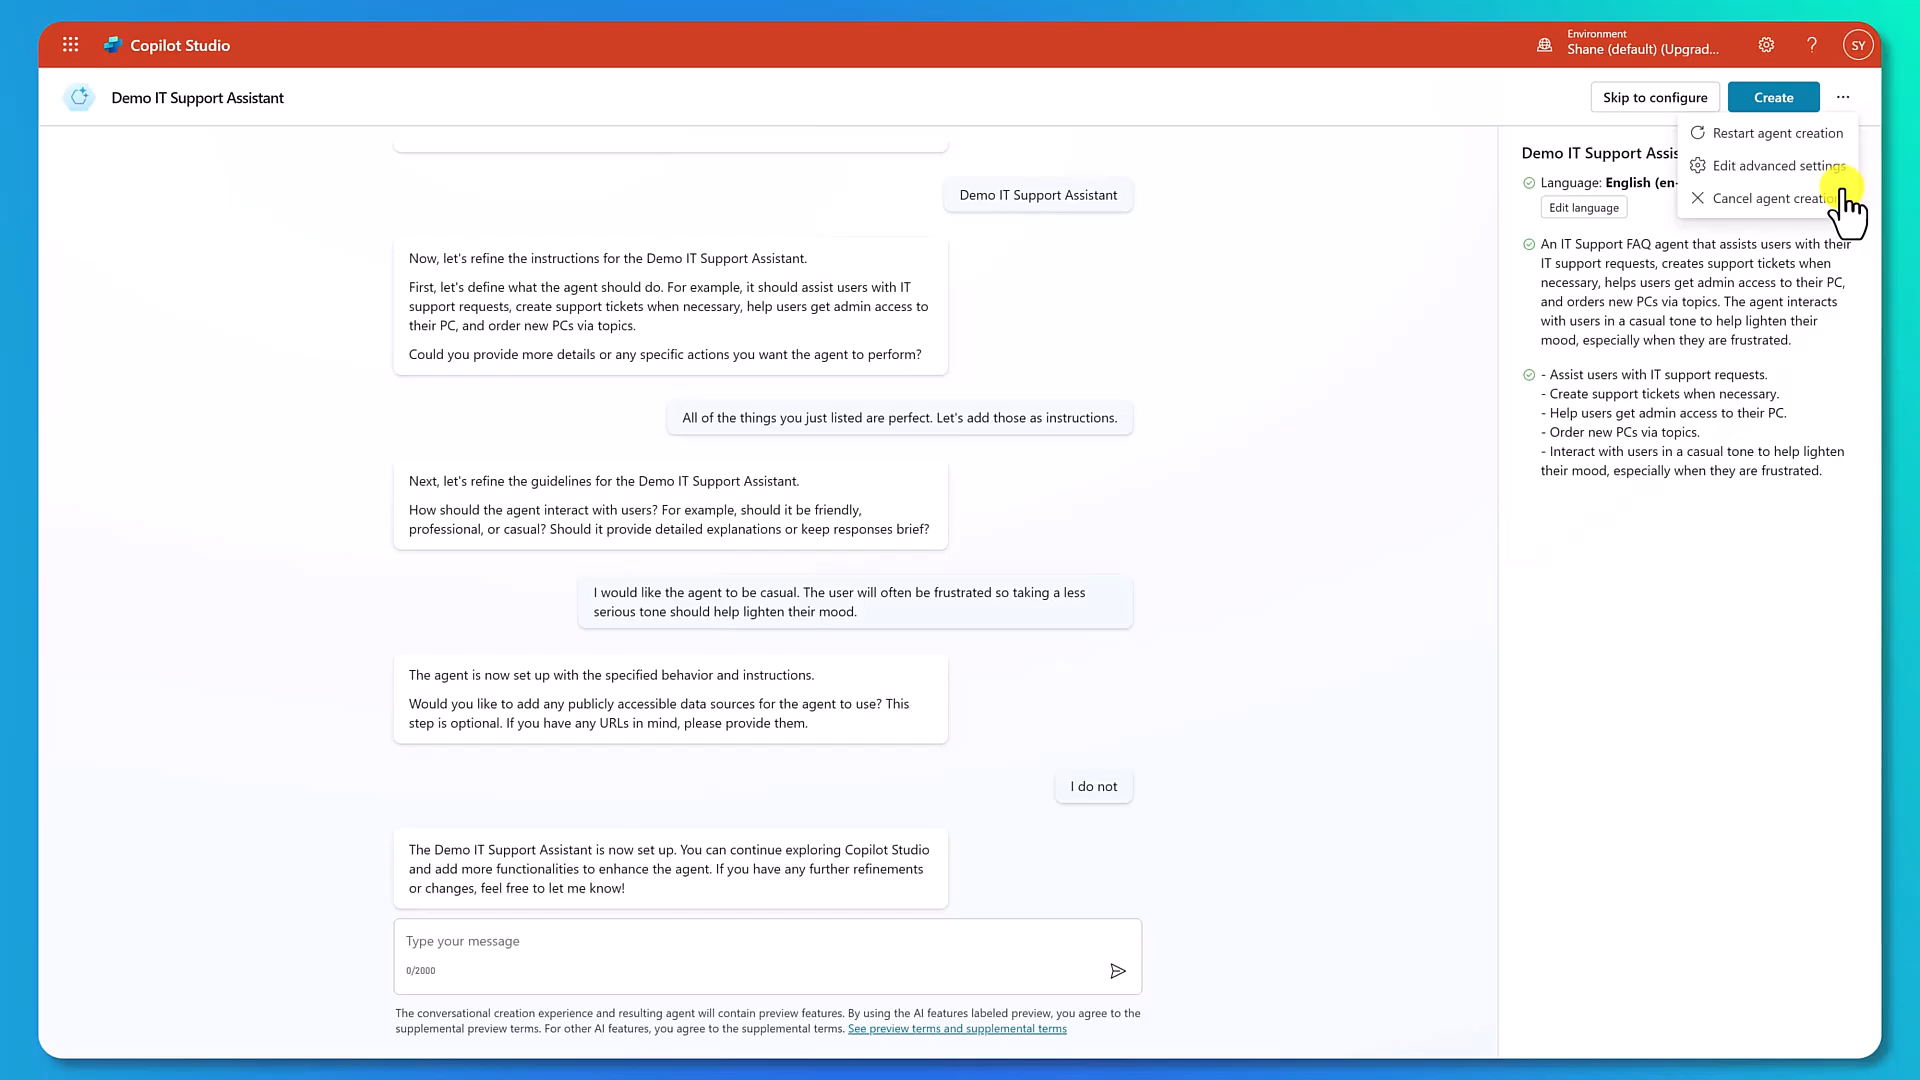 Copilot Studio
Environment
Shane (default) (Upgrad...
?
SY
Demo IT Support Assistant
Skip to configure
Create
...
Restart agent creation
Edit advanced settings
Cancel agent
Demo IT Support
Language: English
Edit language
An IT Support FAQ agent that assists users with their
IT support requests, creates support tickets when
necessary, helps users get admin access to their PC,
and orders new PCs via topics. The agent interacts
with users in a casual tone to help lighten their
mood, especially when they are frustrated.
- Assist users with IT support requests.
- Create support tickets when necessary.
- Help users get admin access to their PC.
- Order new PCs via topics.
- Interact with users in a casual tone to help lighten
their mood, especially when they are frustrated.
Demo IT Support Assistant
Now, let's refine the instructions for the Demo IT Support Assistant.
First, let's define what the agent should do. For example, it should assist users with IT
support requests, create support tickets when necessary, help users get admin access to
their PC, and order new PCs via topics.
Could you provide more details or any specific actions you want the agent to perform?
All of the things you just listed are perfect. Let's add those as instructions.
Next, let's refine the guidelines for the Demo IT Support Assistant.
How should the agent interact with users? For example, should it be friendly,
professional, or casual? Should it provide detailed explanations or keep responses brief?
I would like the agent to be casual. The user will often be frustrated so taking a less
serious tone should help lighten their mood.
The agent is now set up with the specified behavior and instructions.
Would you like to add any publicly accessible data sources for the agent to use? This
step is optional. If you have any URLs in mind, please provide them.
I do not
The Demo IT Support Assistant is now set up. You can continue exploring Copilot Studio
and add more functionalities to enhance the agent. If you have any further refinements
or changes, feel free to let me know!
Type your message
0/2000
The conversational creation experience and resulting agent will contain preview features. By using the AI features labeled preview, you agree to the
supplemental preview terms. For other AI features, you agree to the supplemental terms. See preview terms and supplemental terms